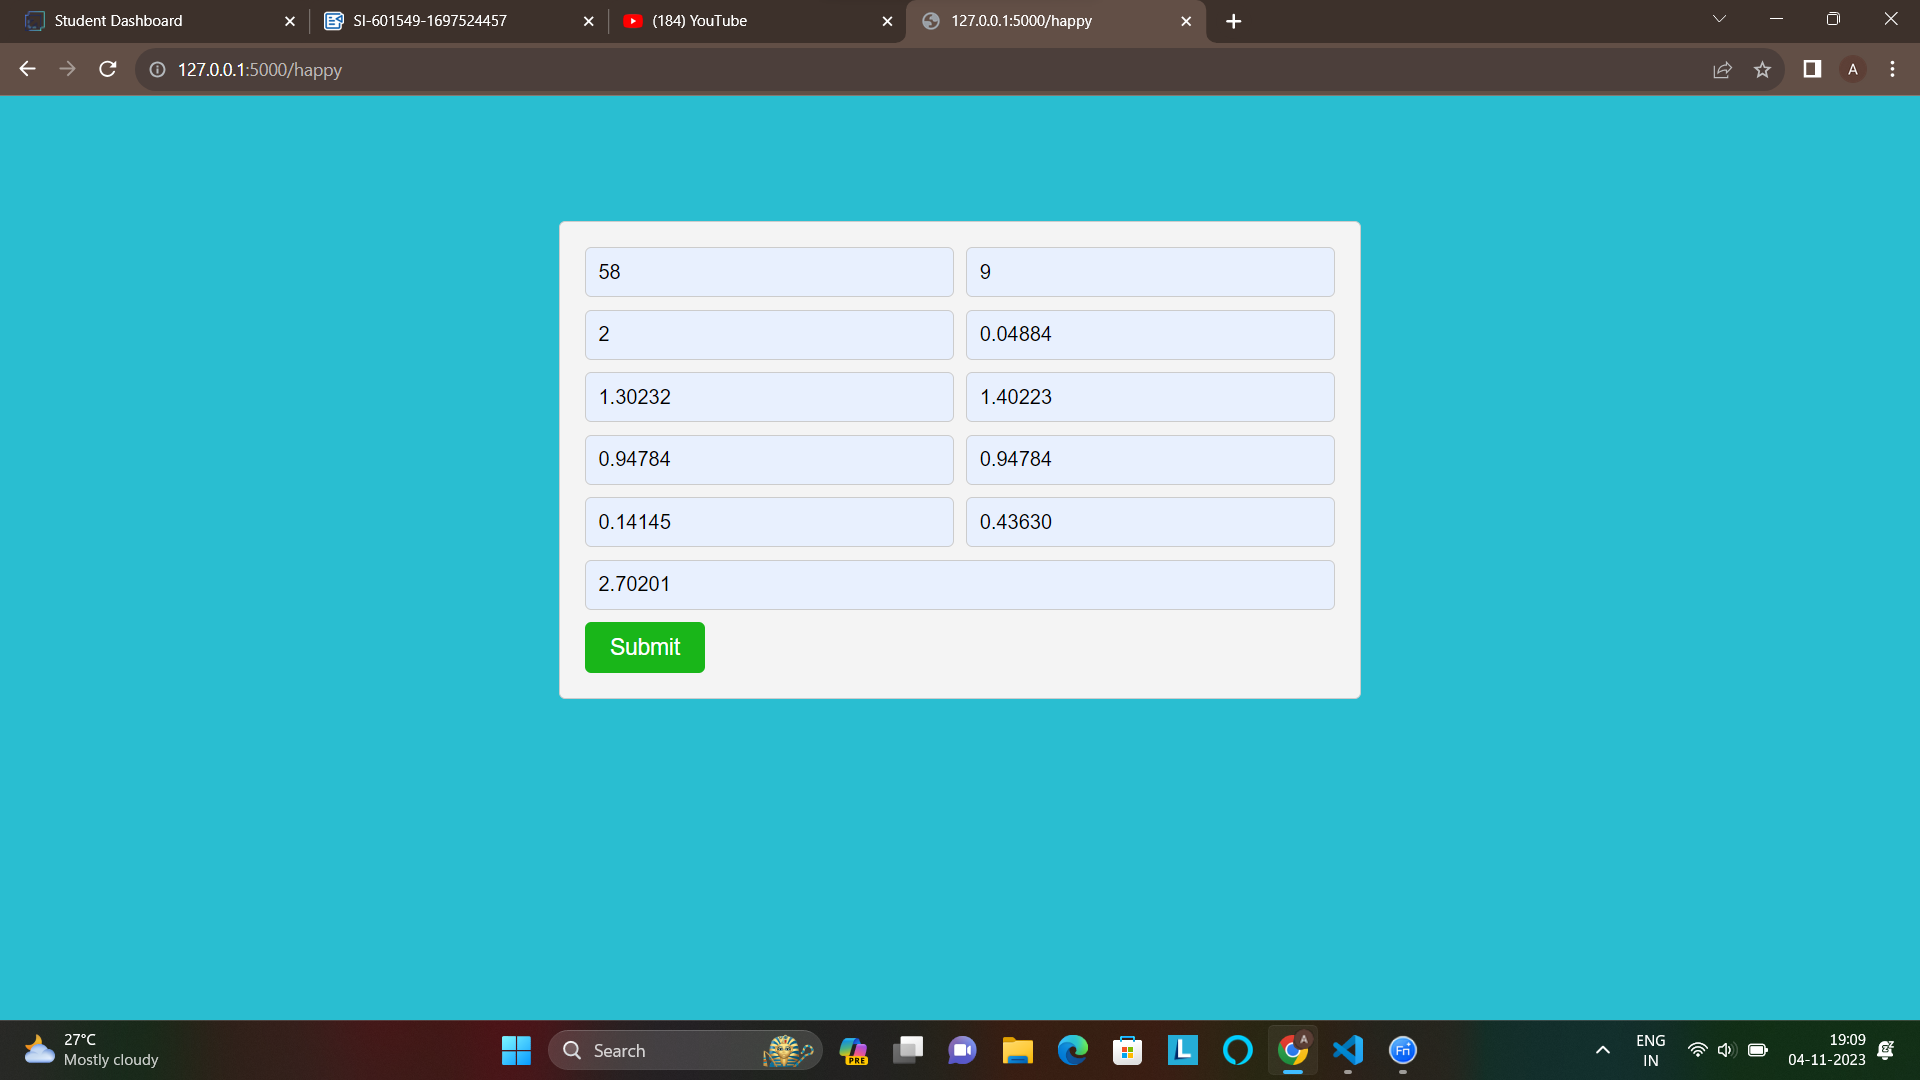 Student Dashboard
SI-601549-1697524457
(184) YouTube
127.0.0.1:5000/happy
127.0.0.1:5000/happy
A
58
9
2
0.04884
1.30232
1.40223
0.94784
0.94784
0.14145
0.43630
2.70201
Submit
27°C
Mostly cloudy
Search
PRE
L
A
Fn
ENG
IN
19:09
04-11-2023